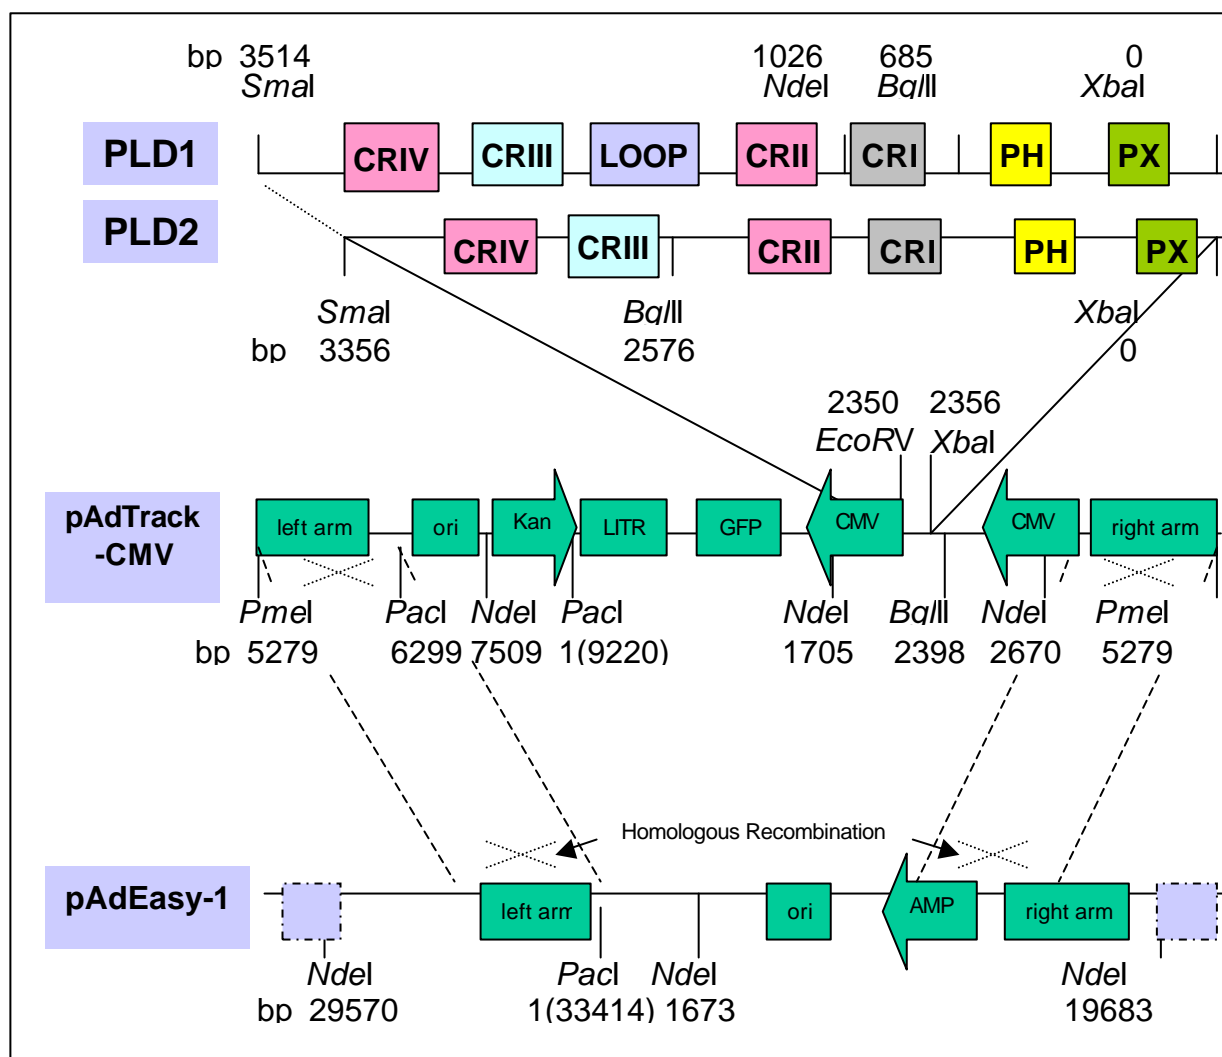 bp 3514 1026 685 0
SmaI NdeI BglII XbaI
PLD1 CRIV CRIII LOOP CRII CRI PH PX
PLD2 CRIV CRIII CRII CRI PH PX
SmaI BglII XbaI
bp 3356 2576 0
2350 2356
EcoRV XbaI
pAdTrack
-CMV
left arm ori Kan LITR GFP CMV CMV right arm
PmeI PacI NdeI PacI NdeI BglII NdeI PmeI
bp 5279 6299 7509 1(9220) 1705 2398 2670 5279
Homologous Recombination
pAdEasy-1 left arm ori AMP right arm
NdeI PacI NdeI NdeI
bp 29570 1(33414) 1673 19683